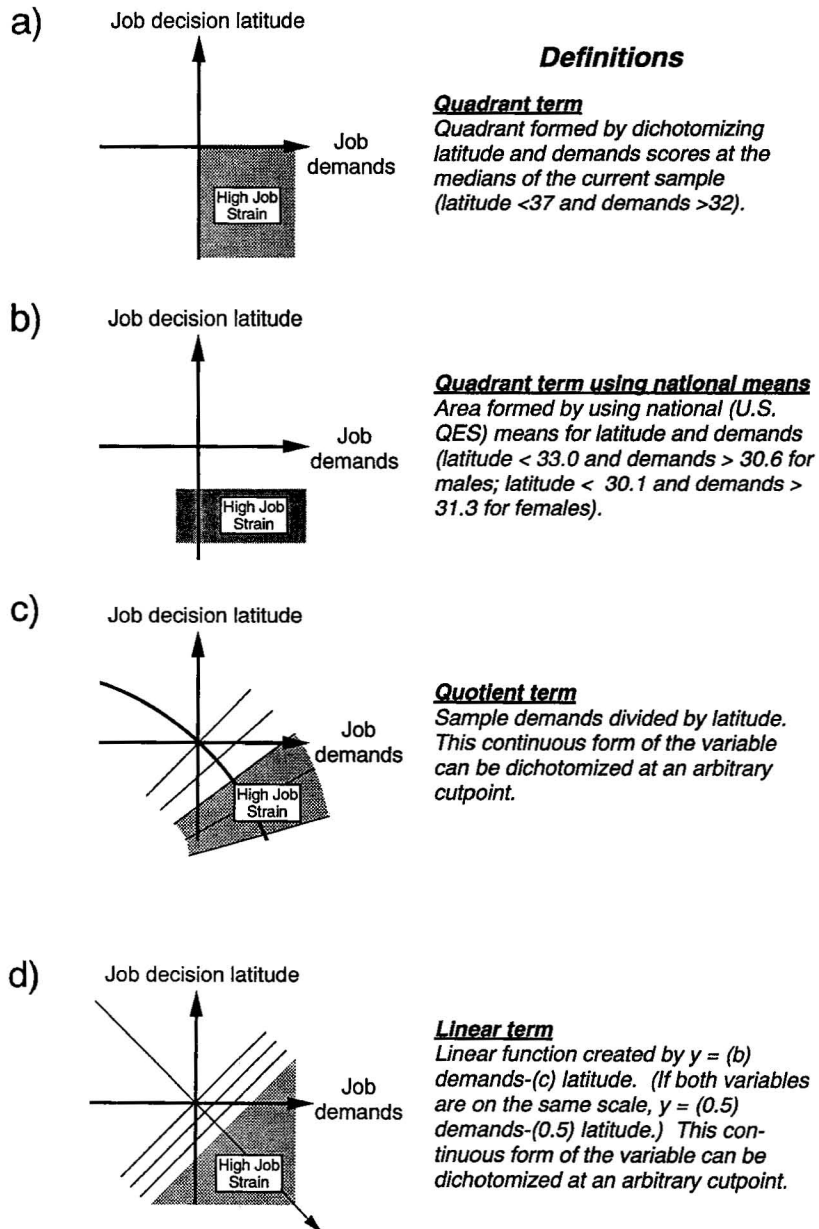 a)
Job decision latitude
Job
demands
High Job
Strain
Definitions
Quadrant term
Quadrant formed by dichotomizing
latitude and demands scores at the
medians of the current sample
(latitude <37 and demands >32).
b)
Job decision latitude
Job
demands
High Job
Strain
Quadrant term using national means
Area formed by using national (U.S.
QES) means for latitude and demands
(latitude < 33.0 and demands > 30.6 for
males; latitude < 30.1 and demands >
31.3 for females).
c)
Job decision latitude
Job
demands
High Job
Strain
Quotient term
Sample demands divided by latitude.
This continuous form of the variable
can be dichotomized at an arbitrary
cutpoint.
d)
Job decision latitude
Job
demands
High Job
Strain
Linear term
Linear function created by y = (b)
demands-(c) latitude. (If both variables
are on the same scale, y = (0.5)
demands-(0.5) latitude.) This con-
tinuous form of the variable can be
dichotomized at an arbitrary cutpoint.